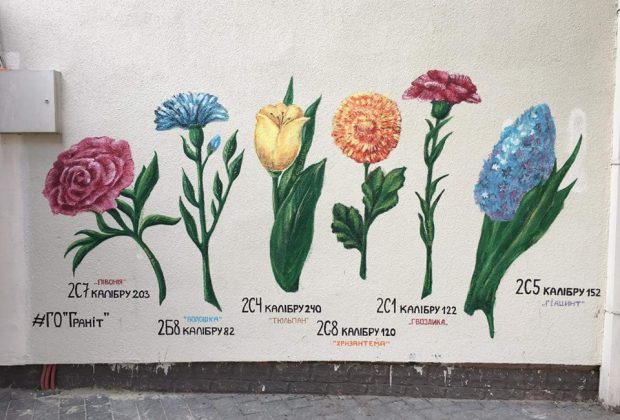 "ПІВОНІЯ"
2С7 КАЛІБРУ 203
"ВОЛОШКА"
2Б8 КАЛІБРУ 82
2С4 КАЛІБРУ 240
"ТЮЛЬПАН"
2С8 КАЛІБРУ 120
"ХРИЗАНТЕМА"
2С1 КАЛІБРУ 122
"ГВОЗДИКА"
2С5 КАЛІБРУ 152
"ГІАЦИНТ"
#ГО"Граніт"